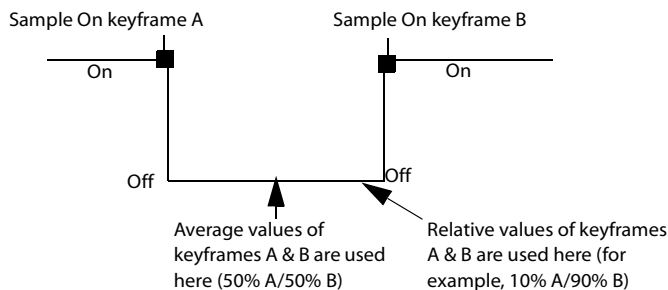 Sample On keyframe A
Sample On keyframe B
On
On
Off
Off
Average values of
keyframes A & B are used
here (50% A/50% B)
Relative values of keyframes
A & B are used here (for
example, 10% A/90% B)